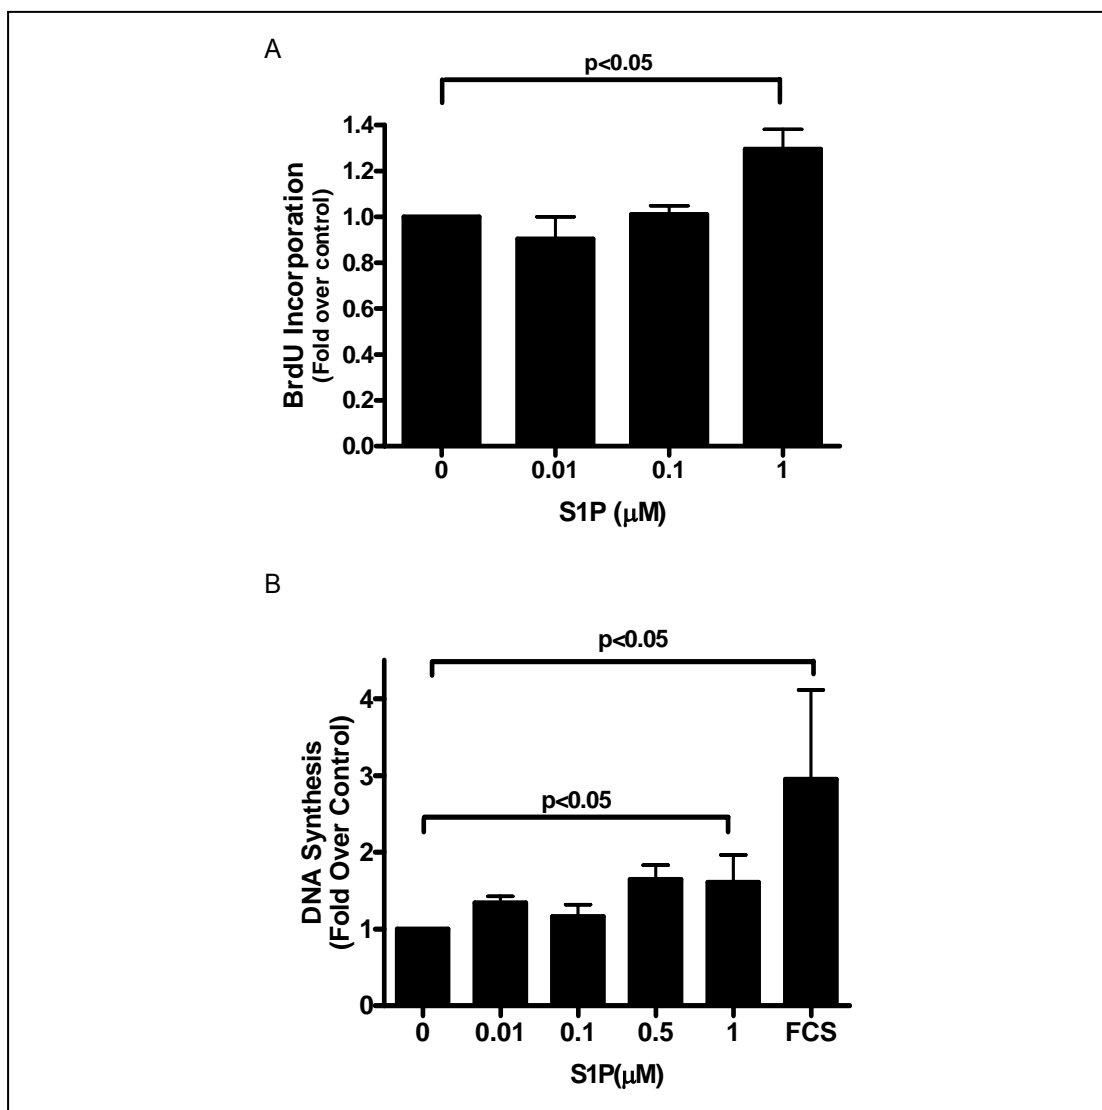 A
p<0.05
1.4
1.2
1.0
0.8
0.6
0.4
0.2
0.0
BrdU Incorporation
(Fold over control)
0 0.01 0.1 1
S1P (μM)
B
p<0.05
p<0.05
4
3
2
1
0
DNA Synthesis
(Fold Over Control)
0 0.01 0.1 0.5 1 FCS
S1P(μM)